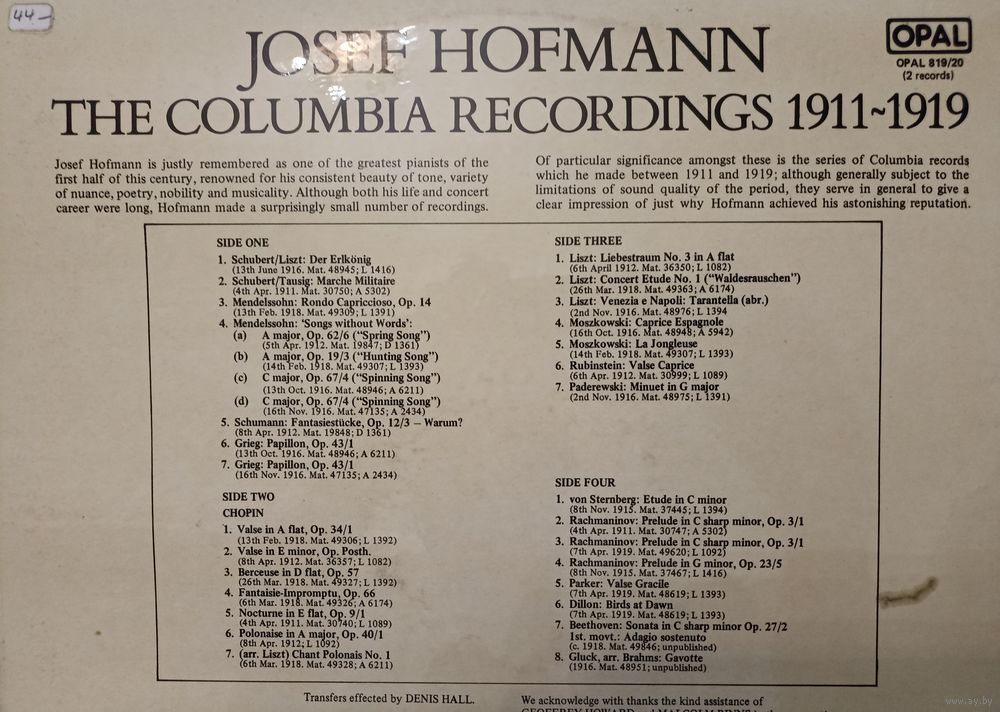 44-
JOSEF HOFMANN
OPAL
OPAL 819/20
(2 records)
THE COLUMBIA RECORDINGS 1911~1919
Josef Hofmann is justly remembered as one of the greatest pianists of the
first half of this century, renowned for his consistent beauty of tone, variety
of nuance, poetry, nobility and musicality. Although both his life and concert
career were long, Hofmann made a surprisingly small number of recordings.
Of particular significance amongst these is the series of Columbia records
which he made between 1911 and 1919; although generally subject to the
limitations of sound quality of the period, they serve in general to give a
clear impression of just why Hofmann achieved his astonishing reputation.
SIDE ONE
1. Schubert/Liszt: Der Erlkönig
(13th June 1916. Mat. 48945; L 1416)
2. Schubert/Tausig: Marche Militaire
(4th Apr. 1911. Mat. 30750; A 5302)
3. Mendelssohn: Rondo Capriccioso, Op. 14
(13th Feb. 1918. Mat. 49309; L 1391)
4. Mendelssohn: 'Songs without Words':
(a) A major, Op. 62/6 ("Spring Song")
(5th Apr. 1912. Mat. 19847; D 1361)
(b) A major, Op. 19/3 ("Hunting Song")
(14th Feb. 1918. Mat. 49307; L 1393)
(c) C major, Op. 67/4 ("Spinning Song")
(13th Oct. 1916. Mat. 48946; A 6211)
(d) C major, Op. 67/4 ("Spinning Song")
(16th Nov. 1916. Mat. 47135; A 2434)
5. Schumann: Fantasiestücke, Op. 12/3 – Warum?
(8th Apr. 1912. Mat. 19848; D 1361)
6. Grieg: Papillon, Op. 43/1
(13th Oct. 1916. Mat. 48946; A 6211)
7. Grieg: Papillon, Op. 43/1
(16th Nov. 1916. Mat. 47135; A 2434)
SIDE TWO
CHOPIN
1. Valse in A flat, Op. 34/1
(13th Feb. 1918. Mat. 49306; L 1392)
2. Valse in E minor, Op. Posth.
(8th Apr. 1912. Mat. 36357; L 1082)
3. Berceuse in D flat, Op. 57
(26th Mar. 1918. Mat. 49327; L 1392)
4. Fantaisie-Impromptu, Op. 66
(6th Mar. 1918. Mat. 49326; A 6174)
5. Nocturne in E flat, Op. 9/1
(4th Apr. 1911. Mat. 30740; L 1089)
6. Polonaise in A major, Op. 40/1
(8th Apr. 1912; L 1092)
7. (arr. Liszt) Chant Polonais No. 1
(6th Mar. 1918. Mat. 49328; A 6211)
SIDE THREE
1. Liszt: Liebestraum No. 3 in A flat
(6th April 1912. Mat. 36350; L 1082)
2. Liszt: Concert Etude No. 1 ("Waldesrauschen")
(26th Mar. 1918. Mat. 49363; A 6174)
3. Liszt: Venezia e Napoli: Tarantella (abr.)
(2nd Nov. 1916. Mat. 48976; L 1394
4. Moszkowski: Caprice Espagnole
(16th Oct. 1916. Mat. 48948; A 5942)
5. Moszkowski: La Jongleuse
(14th Feb. 1918. Mat. 49307; L 1393)
6. Rubinstein: Valse Caprice
(6th Apr. 1912. Mat. 30999; L 1089)
7. Paderewski: Minuet in G major
(2nd Nov. 1916. Mat. 48975; L 1391)
SIDE FOUR
1. von Sternberg: Etude in C minor
(8th Nov. 1915. Mat. 37445; L 1394)
2. Rachmaninov: Prelude in C sharp minor, Op. 3/1
(4th Apr. 1911. Mat. 30747; A 5302)
3. Rachmaninov: Prelude in C sharp minor, Op. 3/1
(7th Apr. 1919. Mat. 49620; L 1092)
4. Rachmaninov: Prelude in G minor, Op. 23/5
(8th Nov. 1915. Mat. 37467; L 1416)
5. Parker: Valse Gracile
(7th Apr. 1919. Mat. 48619; L 1393)
6. Dillon: Birds at Dawn
(7th Apr. 1919. Mat. 48619; L 1393)
7. Beethoven: Sonata in C sharp minor Op. 27/2
1st. movt.: Adagio sostenuto
(c. 1918. Mat. 49846; unpublished)
8. Gluck, arr. Brahms: Gavotte
(1916. Mat. 48951; unpublished)
Transfers effected by DENIS HALL.
We acknowledge with thanks the kind assistance of
www.ay.by